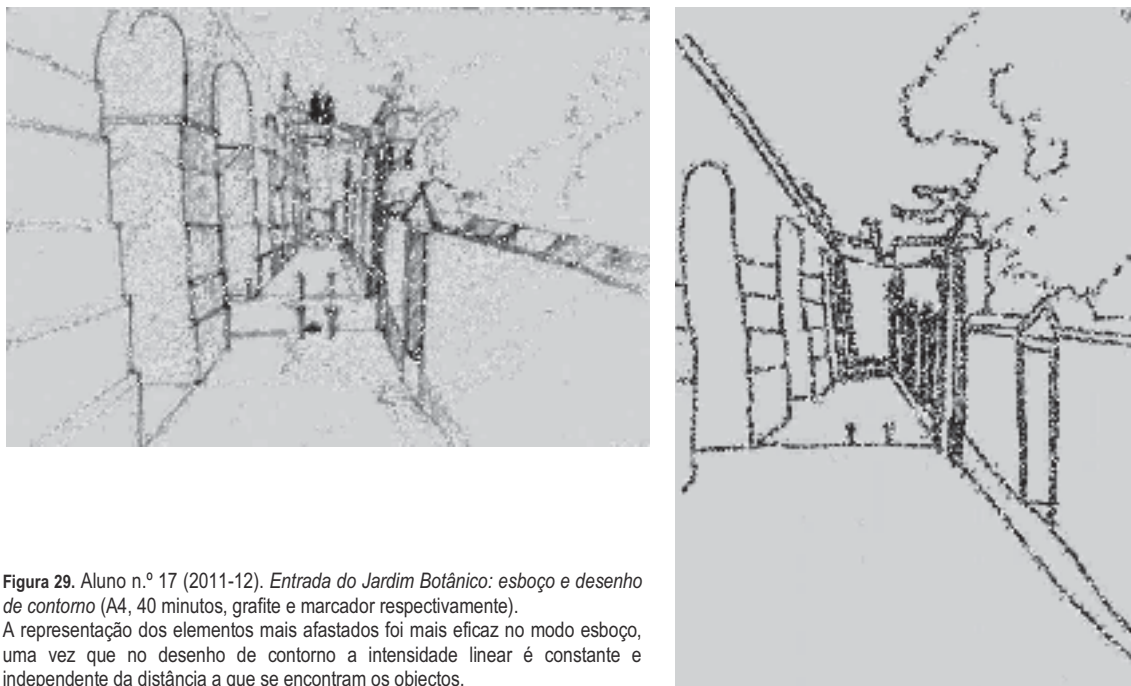 Figura 29. Aluno n.º 17 (2011-12). Entrada do Jardim Botânico: esboço e desenho
de contorno (A4, 40 minutos, grafite e marcador respectivamente).
A representação dos elementos mais afastados foi mais eficaz no modo esboço,
uma vez que no desenho de contorno a intensidade linear é constante e
independente da distância a que se encontram os objectos.